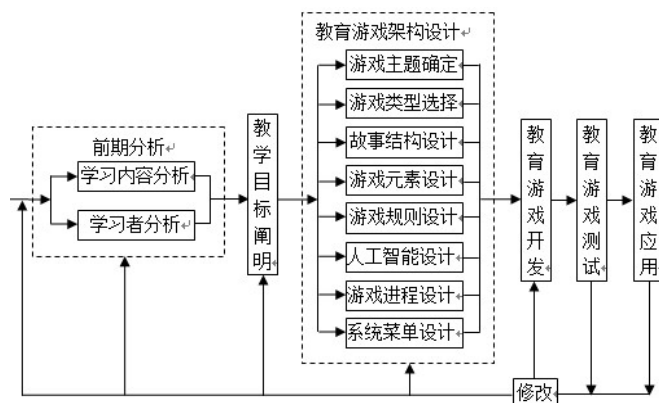 教育游戏架构设计
游戏主题确定
游戏类型选择
故事结构设计
游戏元素设计
游戏规则设计
人工智能设计
游戏进程设计
系统菜单设计
前期分析
学习内容分析
学习者分析
教学目标阐明
教育游戏开发
教育游戏测试
教育游戏应用
修改